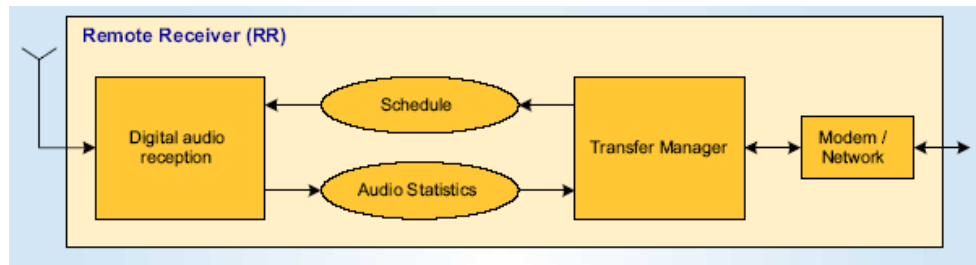 Remote Receiver (RR)
Digital audio
reception
Schedule
Audio Statistics
Transfer Manager
Modem /
Network